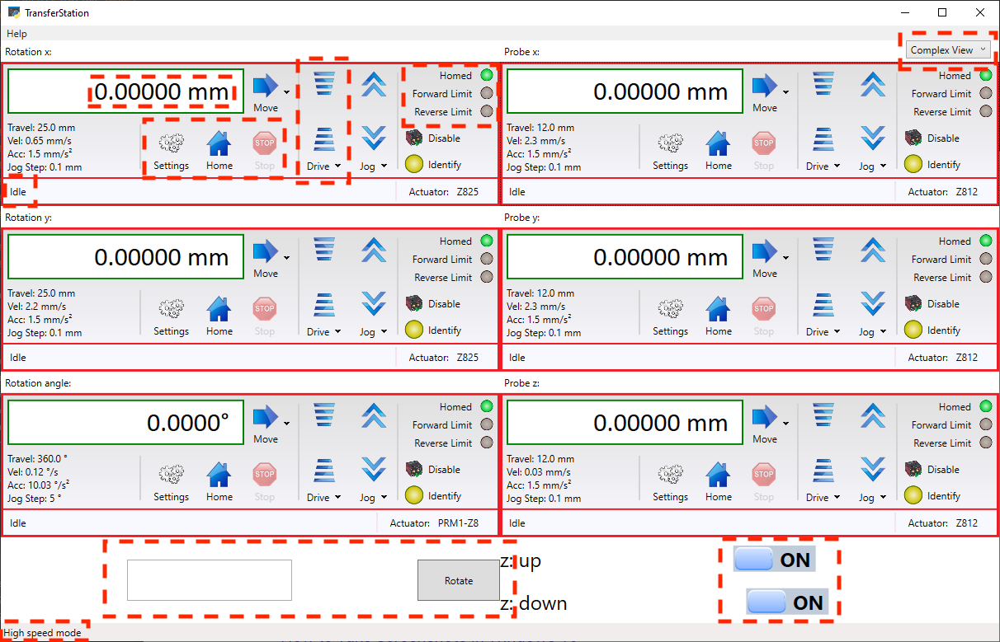 TransferStation
Help
Complex View
Rotation x:
0.00000 mm
Move
Homed
Forward Limit
Reverse Limit
Travel: 25.0 mm
Vel: 0.65 mm/s
Acc: 1.5 mm/s²
Jog Step: 0.1 mm
Settings
Home
STOP
Stop
Drive
Jog
Disable
Identify
Idle
Actuator: Z825
Probe x:
0.00000 mm
Move
Homed
Forward Limit
Reverse Limit
Travel: 12.0 mm
Vel: 2.3 mm/s
Acc: 1.5 mm/s²
Jog Step: 0.1 mm
Settings
Home
STOP
Stop
Drive
Jog
Disable
Identify
Idle
Actuator: Z812
Rotation y:
0.00000 mm
Move
Homed
Forward Limit
Reverse Limit
Travel: 25.0 mm
Vel: 2.2 mm/s
Acc: 1.5 mm/s²
Jog Step: 0.1 mm
Settings
Home
STOP
Stop
Drive
Jog
Disable
Identify
Idle
Actuator: Z825
Probe y:
0.00000 mm
Move
Homed
Forward Limit
Reverse Limit
Travel: 12.0 mm
Vel: 2.3 mm/s
Acc: 1.5 mm/s²
Jog Step: 0.1 mm
Settings
Home
STOP
Stop
Drive
Jog
Disable
Identify
Idle
Actuator: Z812
Rotation angle:
0.0000°
Move
Homed
Forward Limit
Reverse Limit
Travel: 360.0 °
Vel: 0.12 °/s
Acc: 10.03 °/s²
Jog Step: 5 °
Settings
Home
STOP
Stop
Drive
Jog
Disable
Identify
Idle
Actuator: PRM1-Z8
Probe z:
0.00000 mm
Move
Homed
Forward Limit
Reverse Limit
Travel: 12.0 mm
Vel: 0.03 mm/s
Acc: 1.5 mm/s²
Jog Step: 0.1 mm
Settings
Home
STOP
Stop
Drive
Jog
Disable
Identify
Idle
Actuator: Z812
Rotate
z: up
ON
z: down
ON
High speed mode